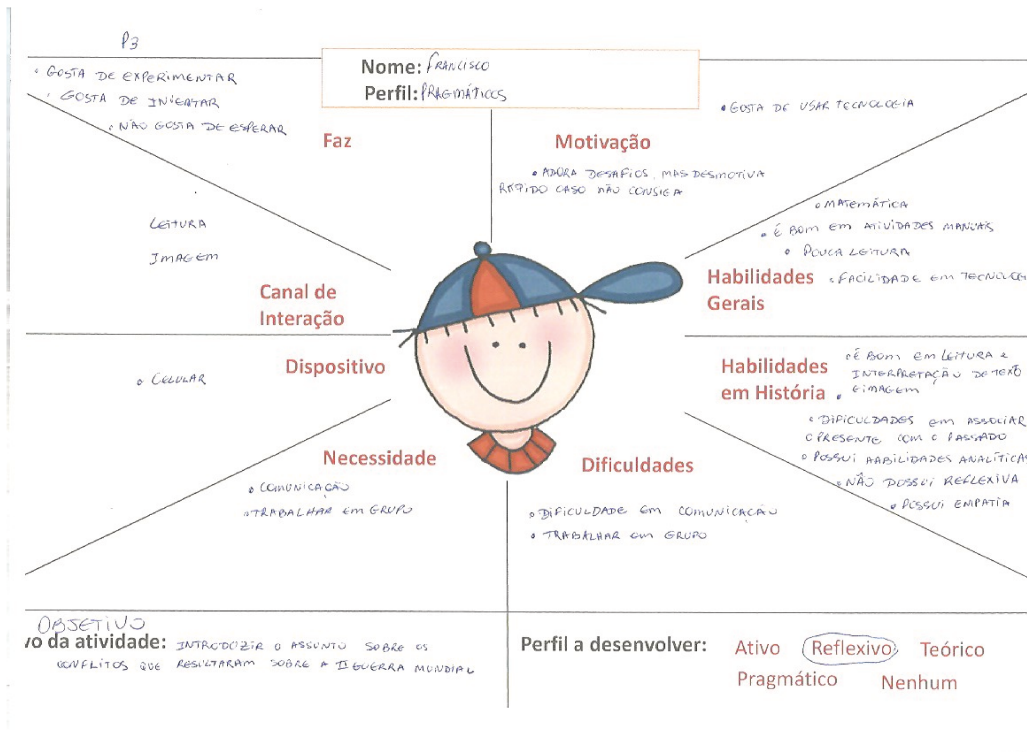 P3
Nome: FRANCISCO
Perfil: PRAGMÁTICOS
• GOSTA DE EXPERIMENTAR
• GOSTA DE INVENTAR
• NÃO GOSTA DE ESPERAR
Faz
Motivação
• GOSTA DE USAR TECNOLOGIA
• ADORA DESAFIOS, MAS DESMOTIVA
RÁPIDO CASO NÃO CONSIGA
LEITURA
IMAGEM
Canal de
Interação
• MATEMÁTICA
• É BOM EM ATIVIDADES MANUAIS
• POUCA LEITURA
• FACILIDADE EM TECNOLOGI
Habilidades
Gerais
Dispositivo
• CELULAR
Habilidades
em História
• É BOM EM LEITURA E
INTERPRETAÇÃO DE TEXTO
E IMAGEM
• DIFICULDADES EM ASSOCIAR
O PRESENTE COM O PASSADO
• POSSUI HABILIDADES ANALÍTICAS
• NÃO POSSUI REFLEXIVA
• POSSUI EMPATIA
Necessidade
• COMUNICAÇÃO
• TRABALHAR EM GRUPO
Dificuldades
• DIFICULDADE EM COMUNICAÇÃO
• TRABALHAR EM GRUPO
OBJETIVO
vo da atividade: INTRODUZIR O ASSUNTO SOBRE OS
CONFLITOS QUE RESULTARAM SOBRE A II GUERRA MUNDIAL
Perfil a desenvolver: Ativo Reflexivo Teórico
Pragmático Nenhum